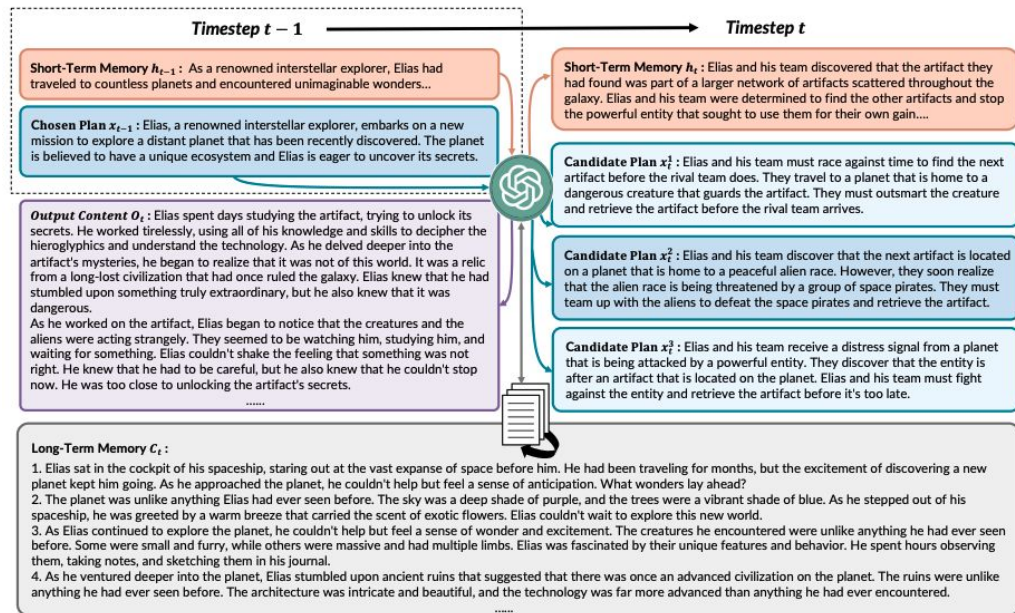 Timestep t − 1
Timestep t
Short-Term Memory hₜ₋₁ : As a renowned interstellar explorer, Elias had
traveled to countless planets and encountered unimaginable wonders...
Chosen Plan xₜ₋₁ : Elias, a renowned interstellar explorer, embarks on a new
mission to explore a distant planet that has been recently discovered. The planet
is believed to have a unique ecosystem and Elias is eager to uncover its secrets.
Output Content Oₜ : Elias spent days studying the artifact, trying to unlock its
secrets. He worked tirelessly, using all of his knowledge and skills to decipher the
hieroglyphics and understand the technology. As he delved deeper into the
artifact's mysteries, he began to realize that it was not of this world. It was a relic
from a long-lost civilization that had once ruled the galaxy. Elias knew that he had
stumbled upon something truly extraordinary, but he also knew that it was
dangerous.
As he worked on the artifact, Elias began to notice that the creatures and the
aliens were acting strangely. They seemed to be watching him, studying him, and
waiting for something. Elias couldn't shake the feeling that something was not
right. He knew that he had to be careful, but he also knew that he couldn't stop
now. He was too close to unlocking the artifact's secrets.
......
Short-Term Memory hₜ : Elias and his team discovered that the artifact they
had found was part of a larger network of artifacts scattered throughout the
galaxy. Elias and his team were determined to find the other artifacts and stop
the powerful entity that sought to use them for their own gain....
Candidate Plan xₜ¹ : Elias and his team must race against time to find the next
artifact before the rival team does. They travel to a planet that is home to a
dangerous creature that guards the artifact. They must outsmart the creature
and retrieve the artifact before the rival team arrives.
Candidate Plan xₜ² : Elias and his team discover that the next artifact is located
on a planet that is home to a peaceful alien race. However, they soon realize
that the alien race is being threatened by a group of space pirates. They must
team up with the aliens to defeat the space pirates and retrieve the artifact.
Candidate Plan xₜ³ : Elias and his team receive a distress signal from a planet
that is being attacked by a powerful entity. They discover that the entity is
after an artifact that is located on the planet. Elias and his team must fight
against the entity and retrieve the artifact before it's too late.
Long-Term Memory Cₜ :
1. Elias sat in the cockpit of his spaceship, staring out at the vast expanse of space before him. He had been traveling for months, but the excitement of discovering a new
planet kept him going. As he approached the planet, he couldn't help but feel a sense of anticipation. What wonders lay ahead?
2. The planet was unlike anything Elias had ever seen before. The sky was a deep shade of purple, and the trees were a vibrant shade of blue. As he stepped out of his
spaceship, he was greeted by a warm breeze that carried the scent of exotic flowers. Elias couldn't wait to explore this new world.
3. As Elias continued to explore the planet, he couldn't help but feel a sense of wonder and excitement. The creatures he encountered were unlike anything he had ever seen
before. Some were small and furry, while others were massive and had multiple limbs. Elias was fascinated by their unique features and behavior. He spent hours observing
them, taking notes, and sketching them in his journal.
4. As he ventured deeper into the planet, Elias stumbled upon ancient ruins that suggested that there was once an advanced civilization on the planet. The ruins were unlike
anything he had ever seen before. The architecture was intricate and beautiful, and the technology was far more advanced than anything he had ever encountered.
......